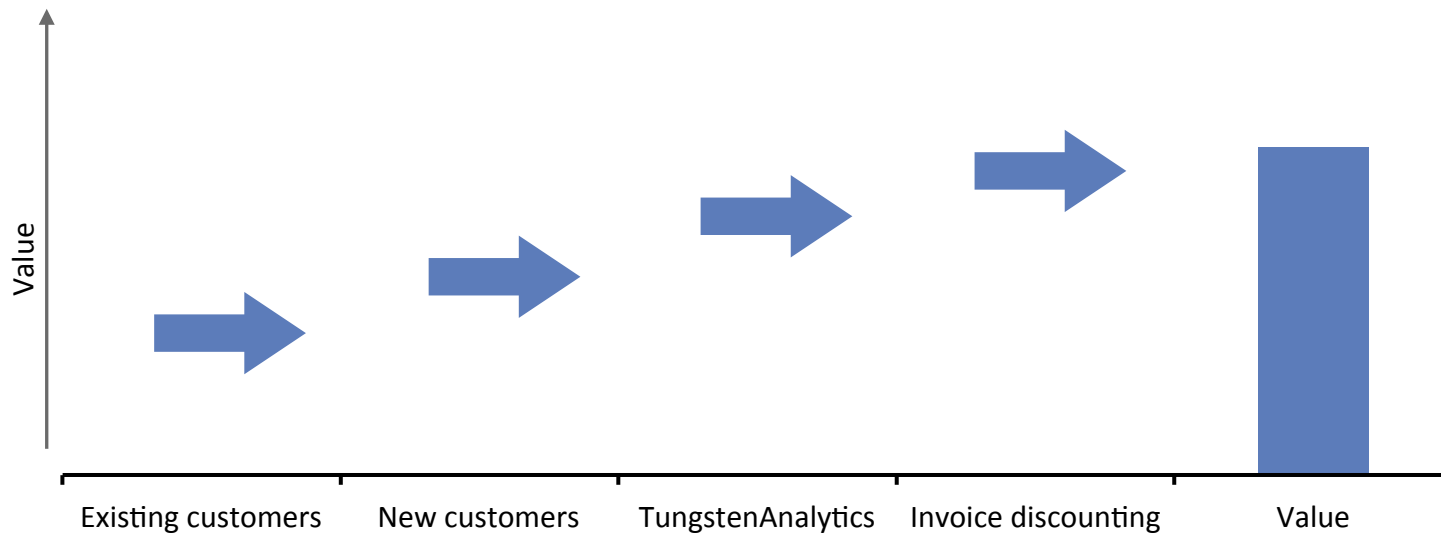 Value
Existing customers
New customers
TungstenAnalytics
Invoice discounting
Value